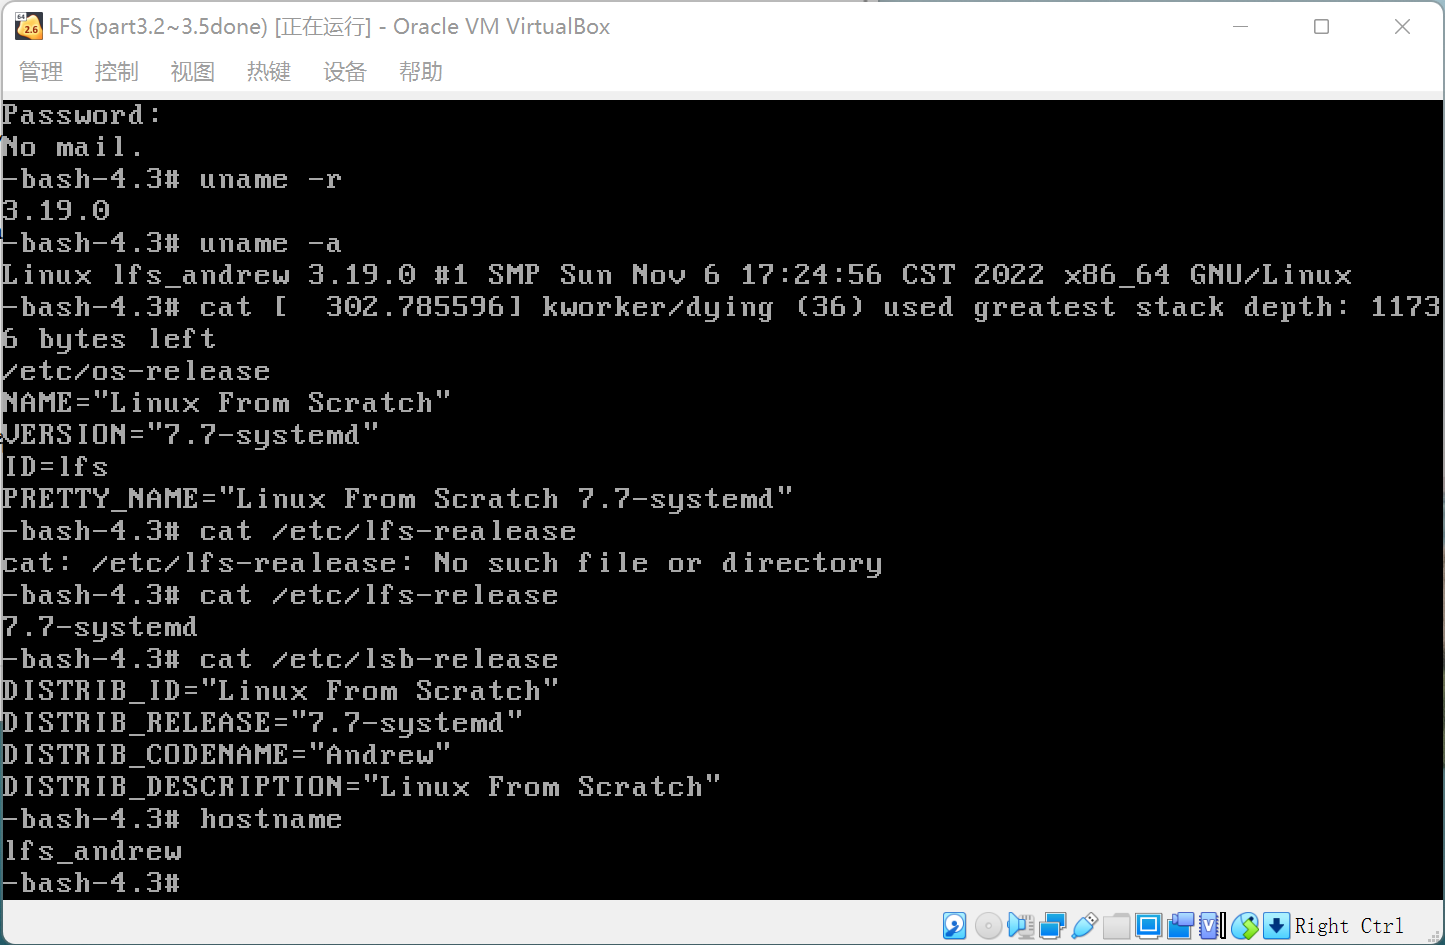 64
2.6
LFS (part3.2~3.5done) [正在运行] - Oracle VM VirtualBox
管理 控制 视图 热键 设备 帮助
Password:
No mail.
-bash-4.3# uname -r
3.19.0
-bash-4.3# uname -a
Linux lfs_andrew 3.19.0 #1 SMP Sun Nov 6 17:24:56 CST 2022 x86_64 GNU/Linux
-bash-4.3# cat [  302.785596] kworker/dying (36) used greatest stack depth: 1173
6 bytes left
/etc/os-release
NAME="Linux From Scratch"
VERSION="7.7-systemd"
ID=lfs
PRETTY_NAME="Linux From Scratch 7.7-systemd"
-bash-4.3# cat /etc/lfs-realease
cat: /etc/lfs-realease: No such file or directory
-bash-4.3# cat /etc/lfs-release
7.7-systemd
-bash-4.3# cat /etc/lsb-release
DISTRIB_ID="Linux From Scratch"
DISTRIB_RELEASE="7.7-systemd"
DISTRIB_CODENAME="Andrew"
DISTRIB_DESCRIPTION="Linux From Scratch"
-bash-4.3# hostname
lfs_andrew
-bash-4.3#
V Right Ctrl